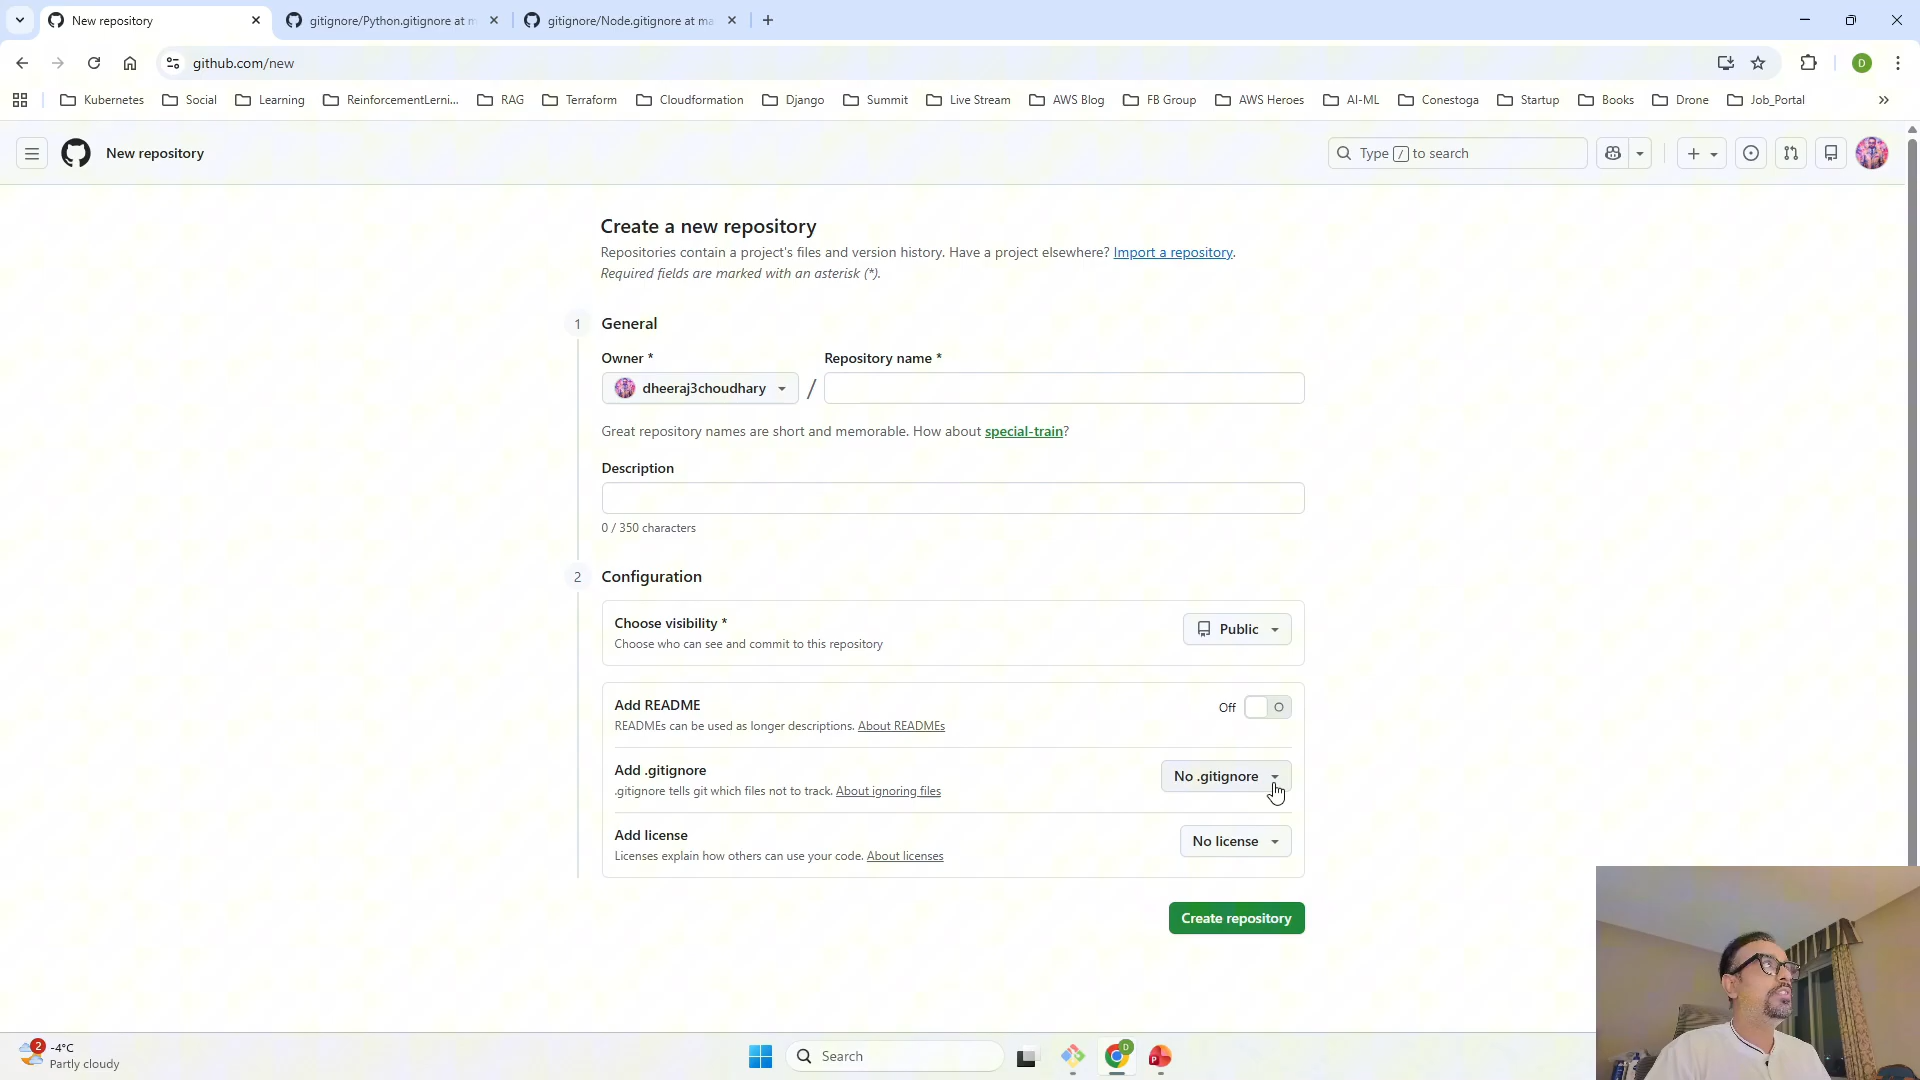 New repository
gitignore/Python.gitignore at m
gitignore/Node.gitignore at ma
github.com/new
D
Kubernetes
Social
Learning
ReinforcementLerni...
RAG
Terraform
Cloudformation
Django
Summit
Live Stream
AWS Blog
FB Group
AWS Heroes
AI-ML
Conestoga
Startup
Books
Drone
Job_Portal
New repository
Type / to search
Create a new repository
Repositories contain a project's files and version history. Have a project elsewhere? Import a repository.
Required fields are marked with an asterisk (*).
1 General
Owner *
Repository name *
dheeraj3choudhary
/
Great repository names are short and memorable. How about special-train?
Description
0 / 350 characters
2 Configuration
Choose visibility *
Choose who can see and commit to this repository
Public
Add README
READMEs can be used as longer descriptions. About READMEs
Off
Add .gitignore
.gitignore tells git which files not to track. About ignoring files
No .gitignore
Add license
Licenses explain how others can use your code. About licenses
No license
Create repository
2
-4°C
Partly cloudy
Search
D
P